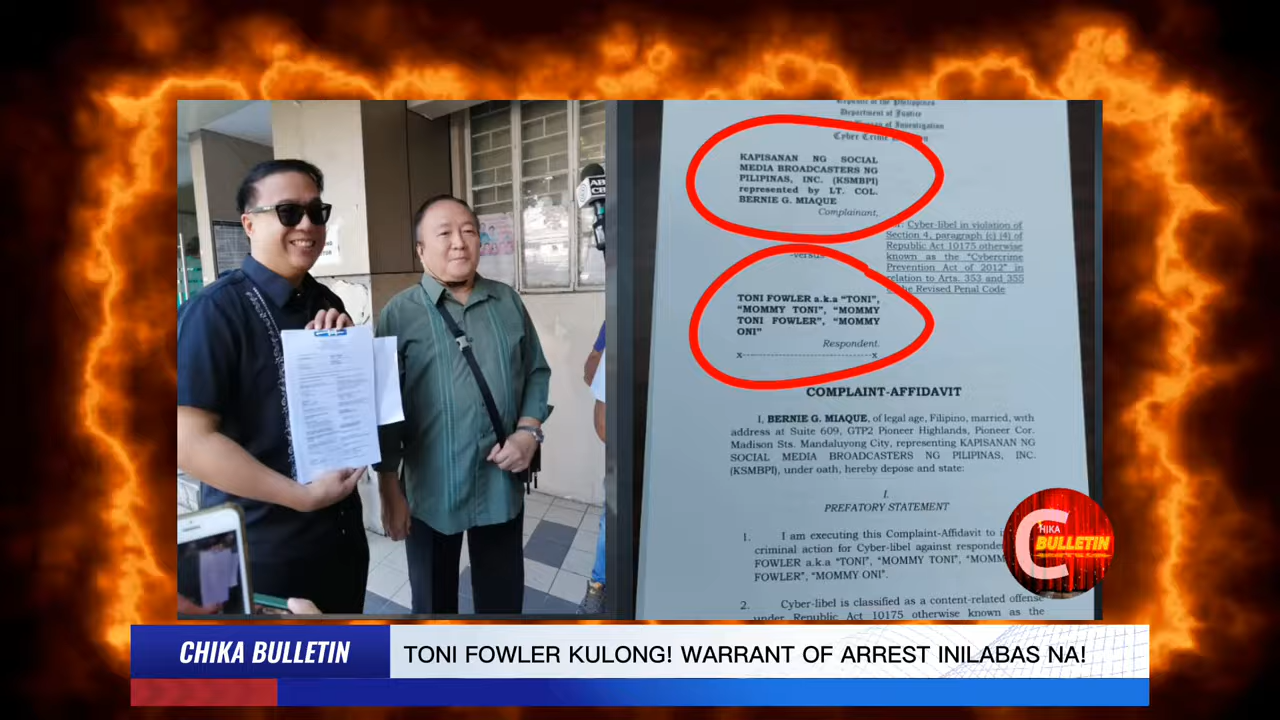 ABS
CBN
Republic of the Philippines
Department of Justice
of Investigation
Cyber Crime
KAPISANAN NG SOCIAL
MEDIA BROADCASTERS NG
PILIPINAS, INC. (KSMBPI)
represented by LT. COL.
BERNIE G. MIAQUE
Complainant,
Cyber-libel in violation of
Section 4, paragraph (c) (4) of
Republic Act 10175 otherwise
known as the "Cybercrime
Prevention Act of 2012" in
relation to Arts. 353 and 355
the Revised Penal Code
-versus-
TONI FOWLER a.k.a "TONI",
"MOMMY TONI", "MOMMY
TONI FOWLER", "MOMMY
ONI"
Respondent.
x-----------------------------x
COMPLAINT-AFFIDAVIT
I, BERNIE G. MIAQUE, of legal age, Filipino, married, with
address at Suite 609, GTP2 Pioneer Highlands, Pioneer Cor.
Madison Sts. Mandaluyong City, representing KAPISANAN NG
SOCIAL MEDIA BROADCASTERS NG PILIPINAS, INC.
(KSMBPI), under oath, hereby depose and state:
I.
PREFATORY STATEMENT
1. I am executing this Complaint-Affidavit to
criminal action for Cyber-libel against
FOWLER a.k.a "TONI", "MOMMY TONI",
FOWLER", "MOMMY ONI".
2. Cyber-libel is classified as a content-related offense
under Republic Act 10175 otherwise known as the
CHIKA
BULLETIN
CHIKA BULLETIN
TONI FOWLER KULONG! WARRANT OF ARREST INILABAS NA!